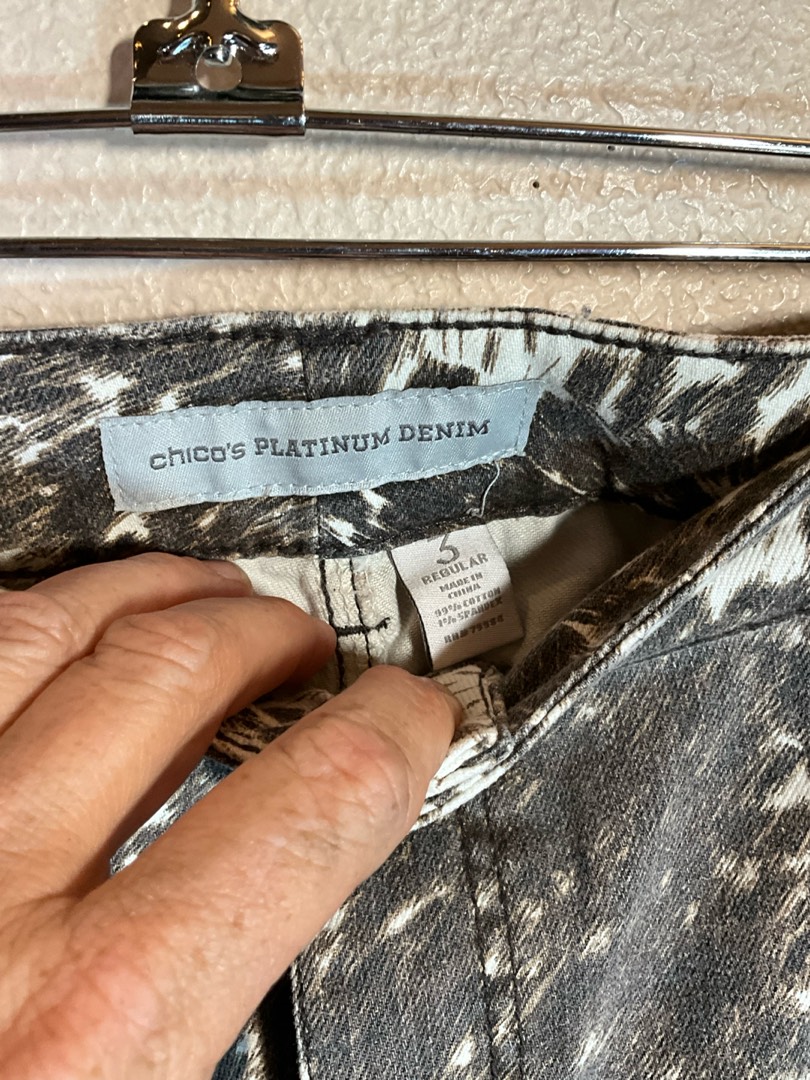 chico's PLATINUM DENIM
3
REGULAR
MADE IN
CHINA
99% COTTON
1% SPANDEX